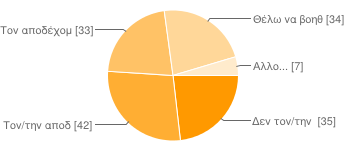 Θέλω να βοηθ [34]
Τον αποδέχομ [33]
Αλλο... [7]
Τον/την αποδ [42]
Δεν τον/την [35]